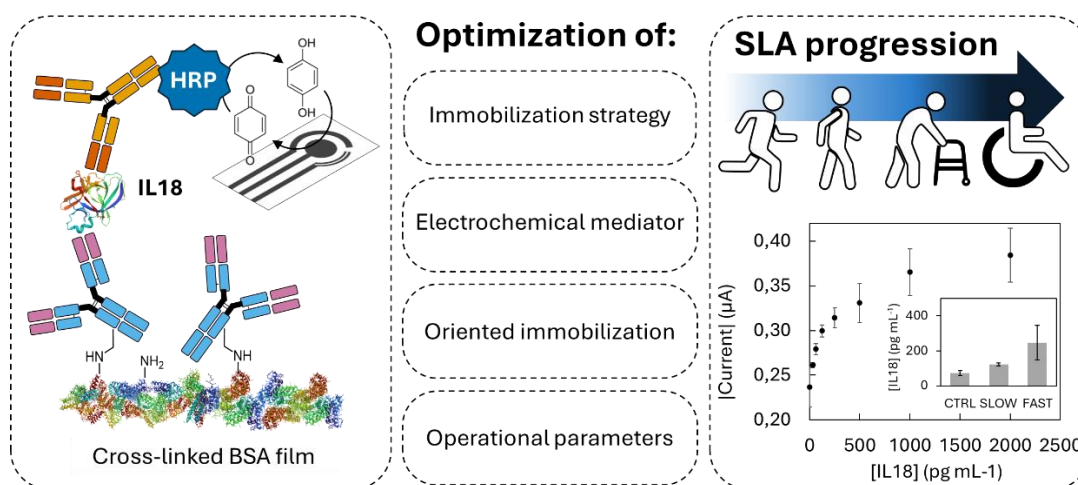 HRP
OH
OH
O
O
IL18
HN
NH₂
NH
Cross-linked BSA film
Optimization of:
Immobilization strategy
Electrochemical mediator
Oriented immobilization
Operational parameters
SLA progression
|Current| (µA)
0,40
0,35
0,30
0,25
0,20
0 500 1000 1500 2000 2500
[IL18] (pg mL-1)
[IL18] (pg mL⁻¹)
400
200
0
CTRL SLOW FAST